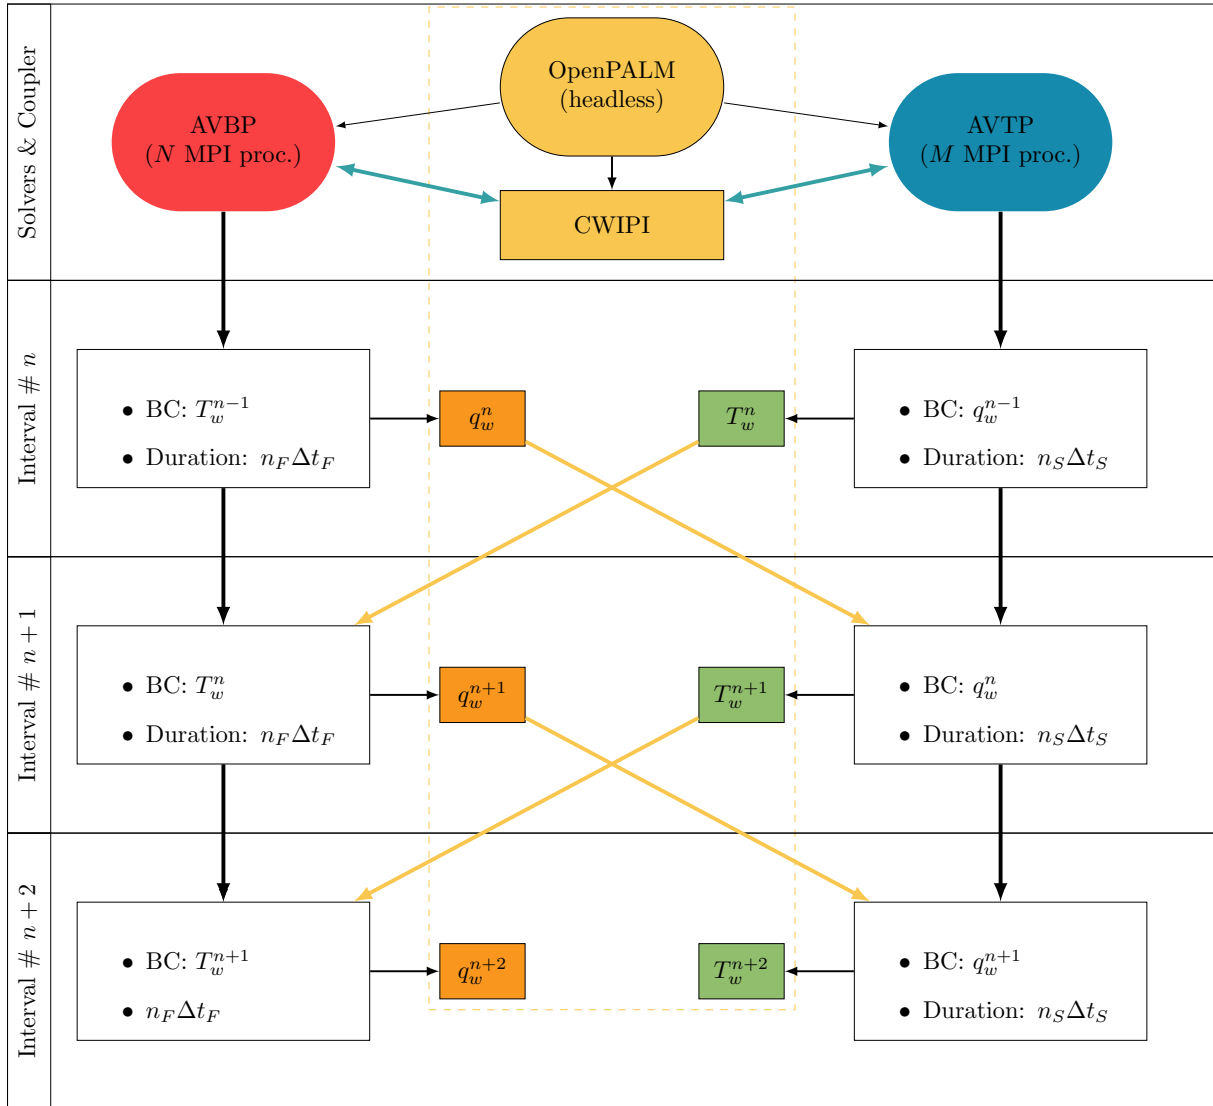 Solvers & Coupler
OpenPALM
(headless)
AVBP
(N MPI proc.)
AVTP
(M MPI proc.)
CWIPI
Interval # n
• BC: T_w^{n−1}
• Duration: n_F Δt_F
q_w^n
T_w^n
• BC: q_w^{n−1}
• Duration: n_S Δt_S
Interval # n + 1
• BC: T_w^n
• Duration: n_F Δt_F
q_w^{n+1}
T_w^{n+1}
• BC: q_w^n
• Duration: n_S Δt_S
Interval # n + 2
• BC: T_w^{n+1}
• n_F Δt_F
q_w^{n+2}
T_w^{n+2}
• BC: q_w^{n+1}
• Duration: n_S Δt_S